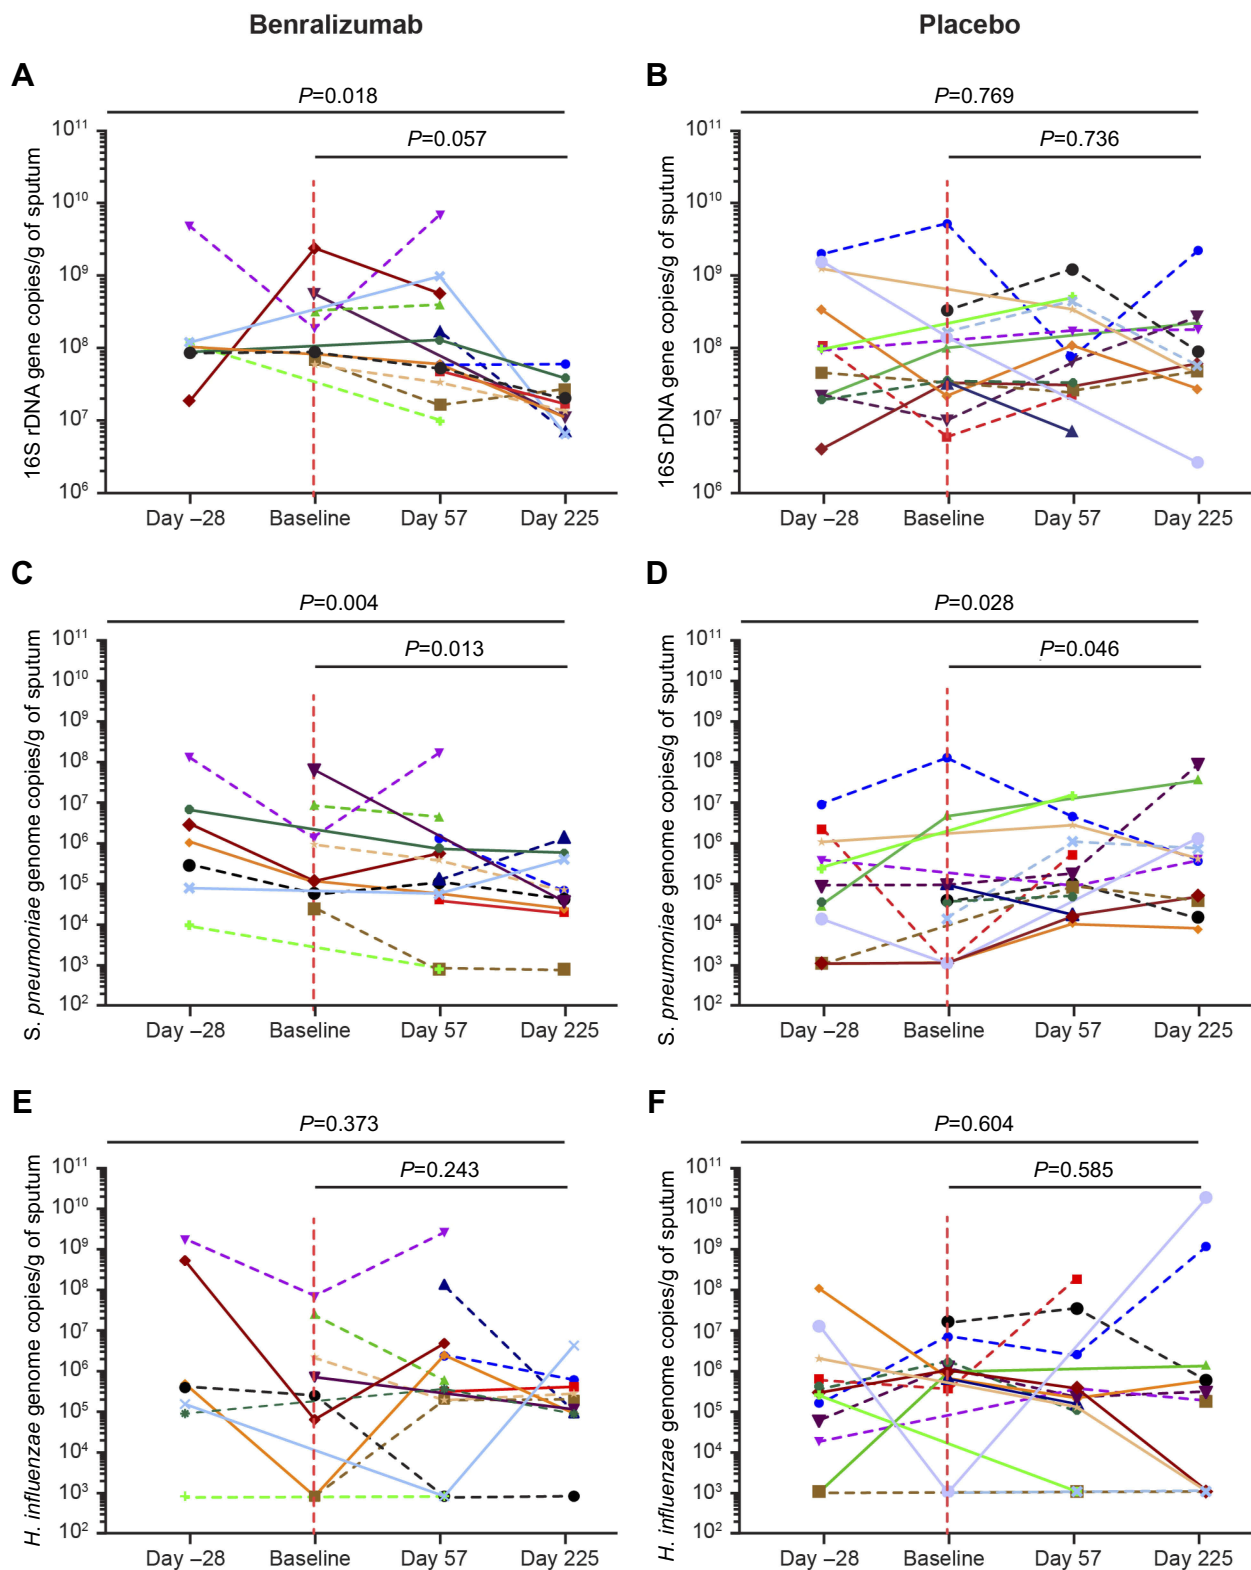 Benralizumab
Placebo
A
P=0.018
P=0.057
16S rDNA gene copies/g of sputum
10¹¹
10¹⁰
10⁹
10⁸
10⁷
10⁶
Day –28 Baseline Day 57 Day 225
B
P=0.769
P=0.736
16S rDNA gene copies/g of sputum
10¹¹
10¹⁰
10⁹
10⁸
10⁷
10⁶
Day –28 Baseline Day 57 Day 225
C
P=0.004
P=0.013
S. pneumoniae genome copies/g of sputum
10¹¹
10¹⁰
10⁹
10⁸
10⁷
10⁶
10⁵
10⁴
10³
10²
Day –28 Baseline Day 57 Day 225
D
P=0.028
P=0.046
S. pneumoniae genome copies/g of sputum
10¹¹
10¹⁰
10⁹
10⁸
10⁷
10⁶
10⁵
10⁴
10³
10²
Day –28 Baseline Day 57 Day 225
E
P=0.373
P=0.243
H. influenzae genome copies/g of sputum
10¹¹
10¹⁰
10⁹
10⁸
10⁷
10⁶
10⁵
10⁴
10³
10²
Day –28 Baseline Day 57 Day 225
F
P=0.604
P=0.585
H. influenzae genome copies/g of sputum
10¹¹
10¹⁰
10⁹
10⁸
10⁷
10⁶
10⁵
10⁴
10³
10²
Day –28 Baseline Day 57 Day 225